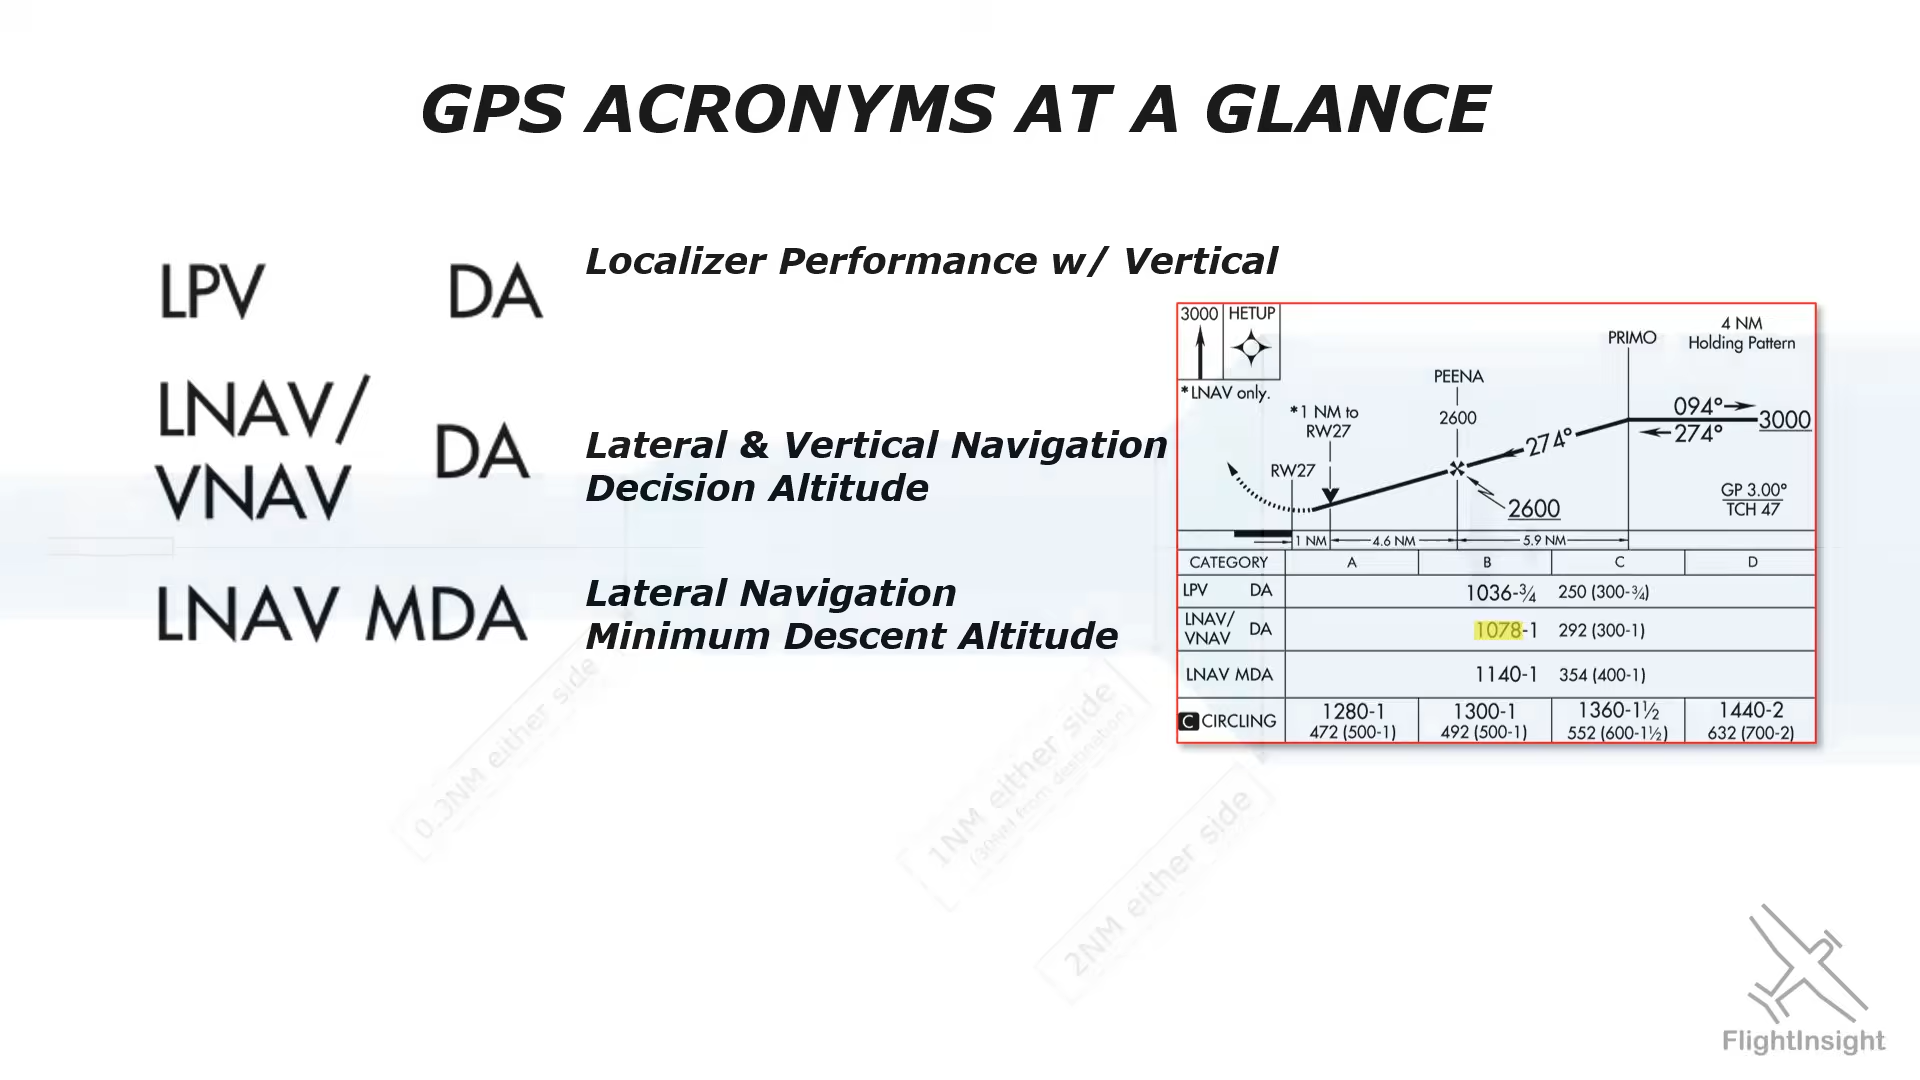 GPS ACRONYMS AT A GLANCE
LPV DA
Localizer Performance w/ Vertical
LNAV/
VNAV DA
Lateral & Vertical Navigation
Decision Altitude
LNAV MDA
Lateral Navigation
Minimum Descent Altitude
3000 HETUP
*LNAV only.
PRIMO
4 NM
Holding Pattern
PEENA
2600
*1 NM to
RW27
RW27
094°
274°
3000
274°
2600
GP 3.00°
TCH 47
1 NM 4.6 NM 5.9 NM
CATEGORY A B C D
LPV DA 1036-¾ 250 (300-¾)
LNAV/
VNAV DA 1078-1 292 (300-1)
LNAV MDA 1140-1 354 (400-1)
C CIRCLING
1280-1 1300-1 1360-1½ 1440-2
472 (500-1) 492 (500-1) 552 (600-1½) 632 (700-2)
0.3NM either side
1NM either side
(30NM from destination)
2NM either side
FlightInsight